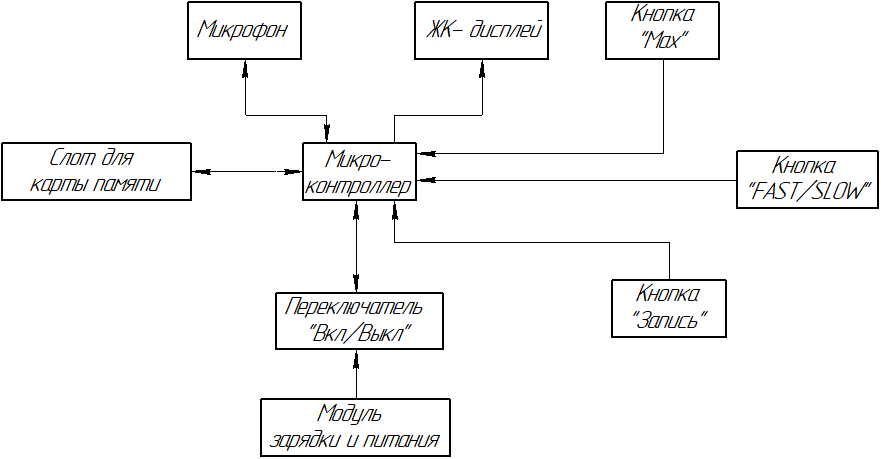 Микрофон
ЖК- дисплей
Кнопка
"Max"
Слот для
карты памяти
Микро-
контроллер
Кнопка
"FAST/SLOW"
Переключатель
"Вкл/Выкл"
Кнопка
"Запись"
Модуль
зарядки и питания